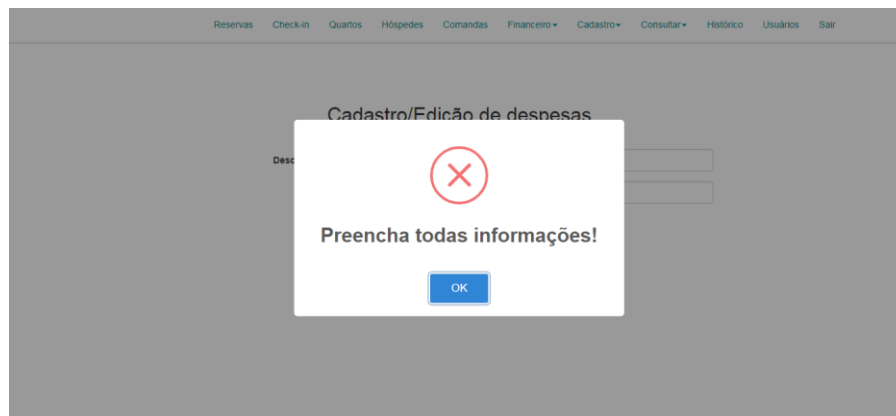 Reservas Check-in Quartos Hóspedes Comandas Financeiro Cadastro Consultar Histórico Usuários Sair
Cadastro/Edição de despesas
Desc
Preencha todas informações!
OK